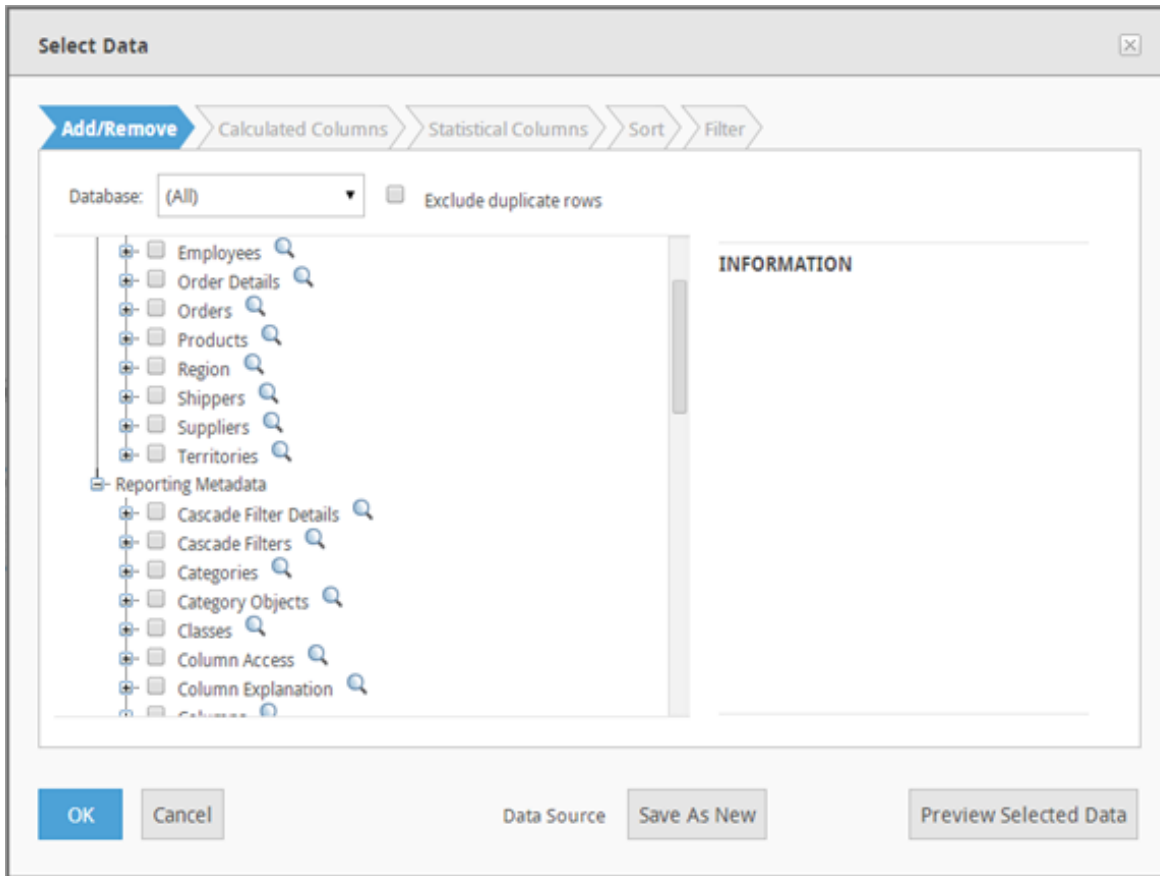 Select Data
Add/Remove Calculated Columns Statistical Columns Sort Filter
Database: (All) Exclude duplicate rows
Employees
Order Details
Orders
Products
Region
Shippers
Suppliers
Territories
Reporting Metadata
Cascade Filter Details
Cascade Filters
Categories
Category Objects
Classes
Column Access
Column Explanation
Columns
INFORMATION
OK Cancel Data Source Save As New Preview Selected Data